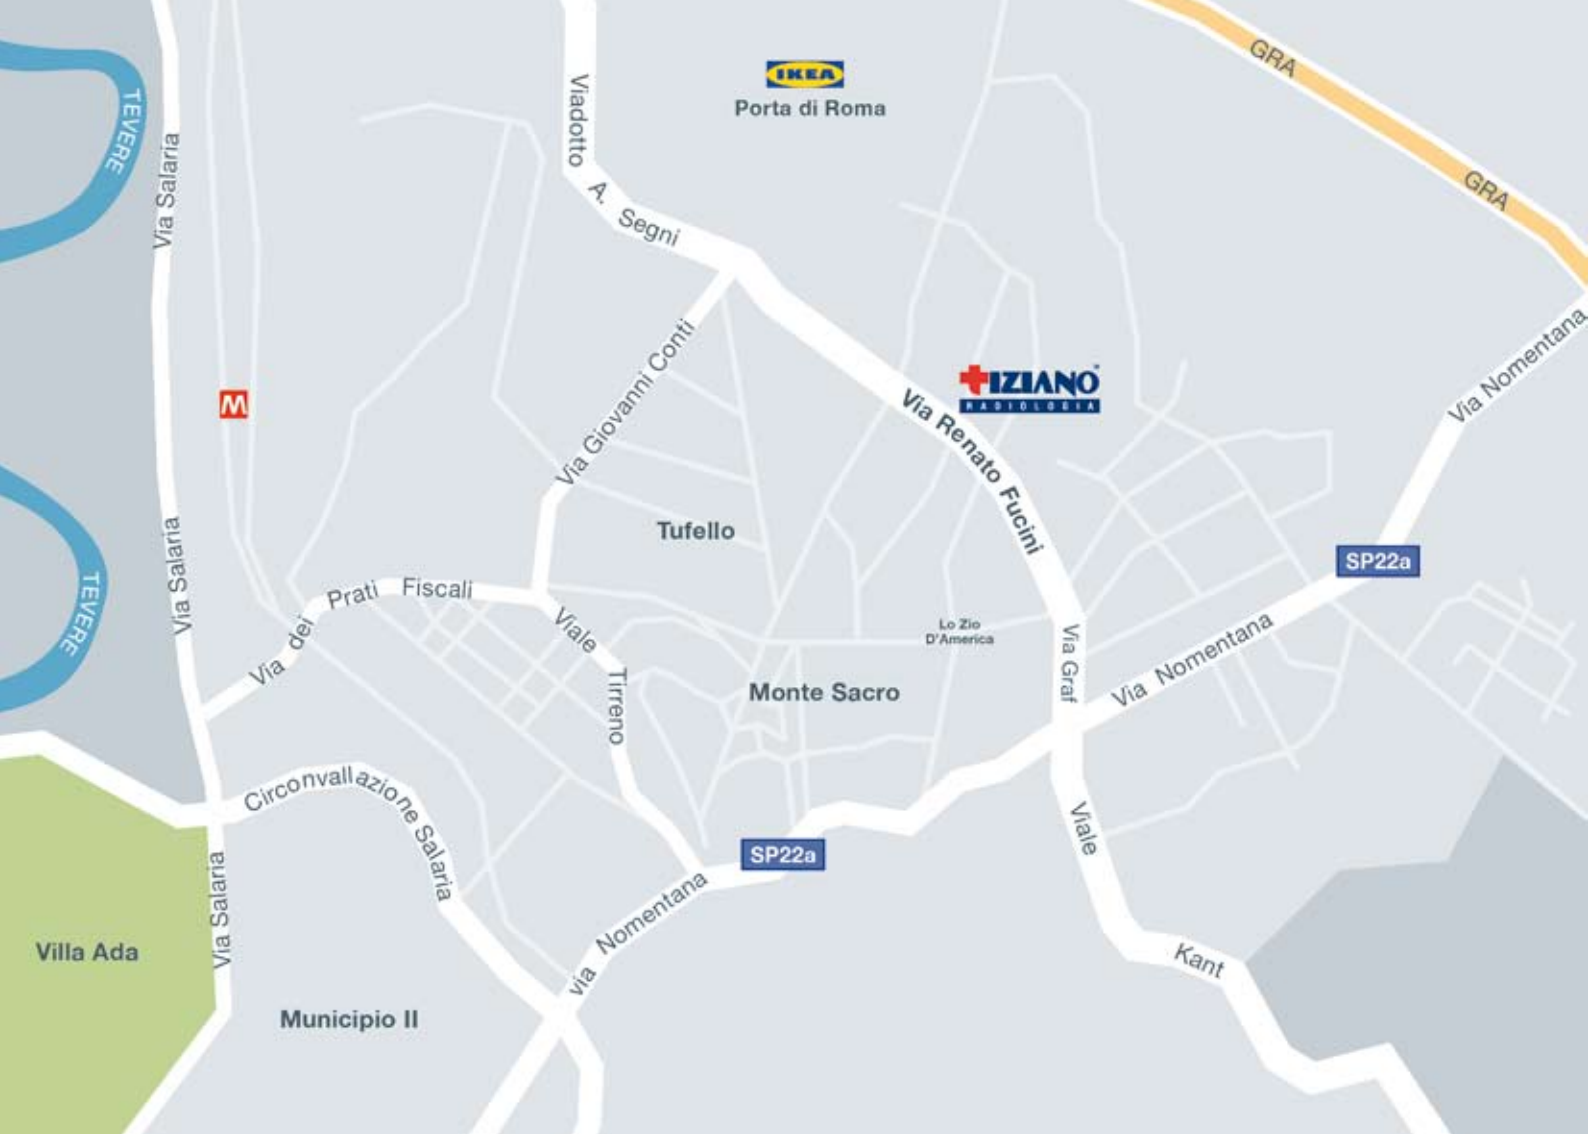 GRA
IKEA
Porta di Roma
TEVERE
Via Salaria
Viadotto A. Segni
GRA
Via Nomentana
Via Giovanni Conti
TIZIANO
RADIOLOGIA
M
Via Renato Fucini
Tufello
SP22a
Via Salaria
TEVERE
Via dei Prati Fiscali
Viale Tirreno
Lo Zio
D'America
Via Graf
Via Nomentana
Monte Sacro
Circonvallazione Salaria
Viale Kant
SP22a
Via Salaria
via Nomentana
Villa Ada
Municipio II